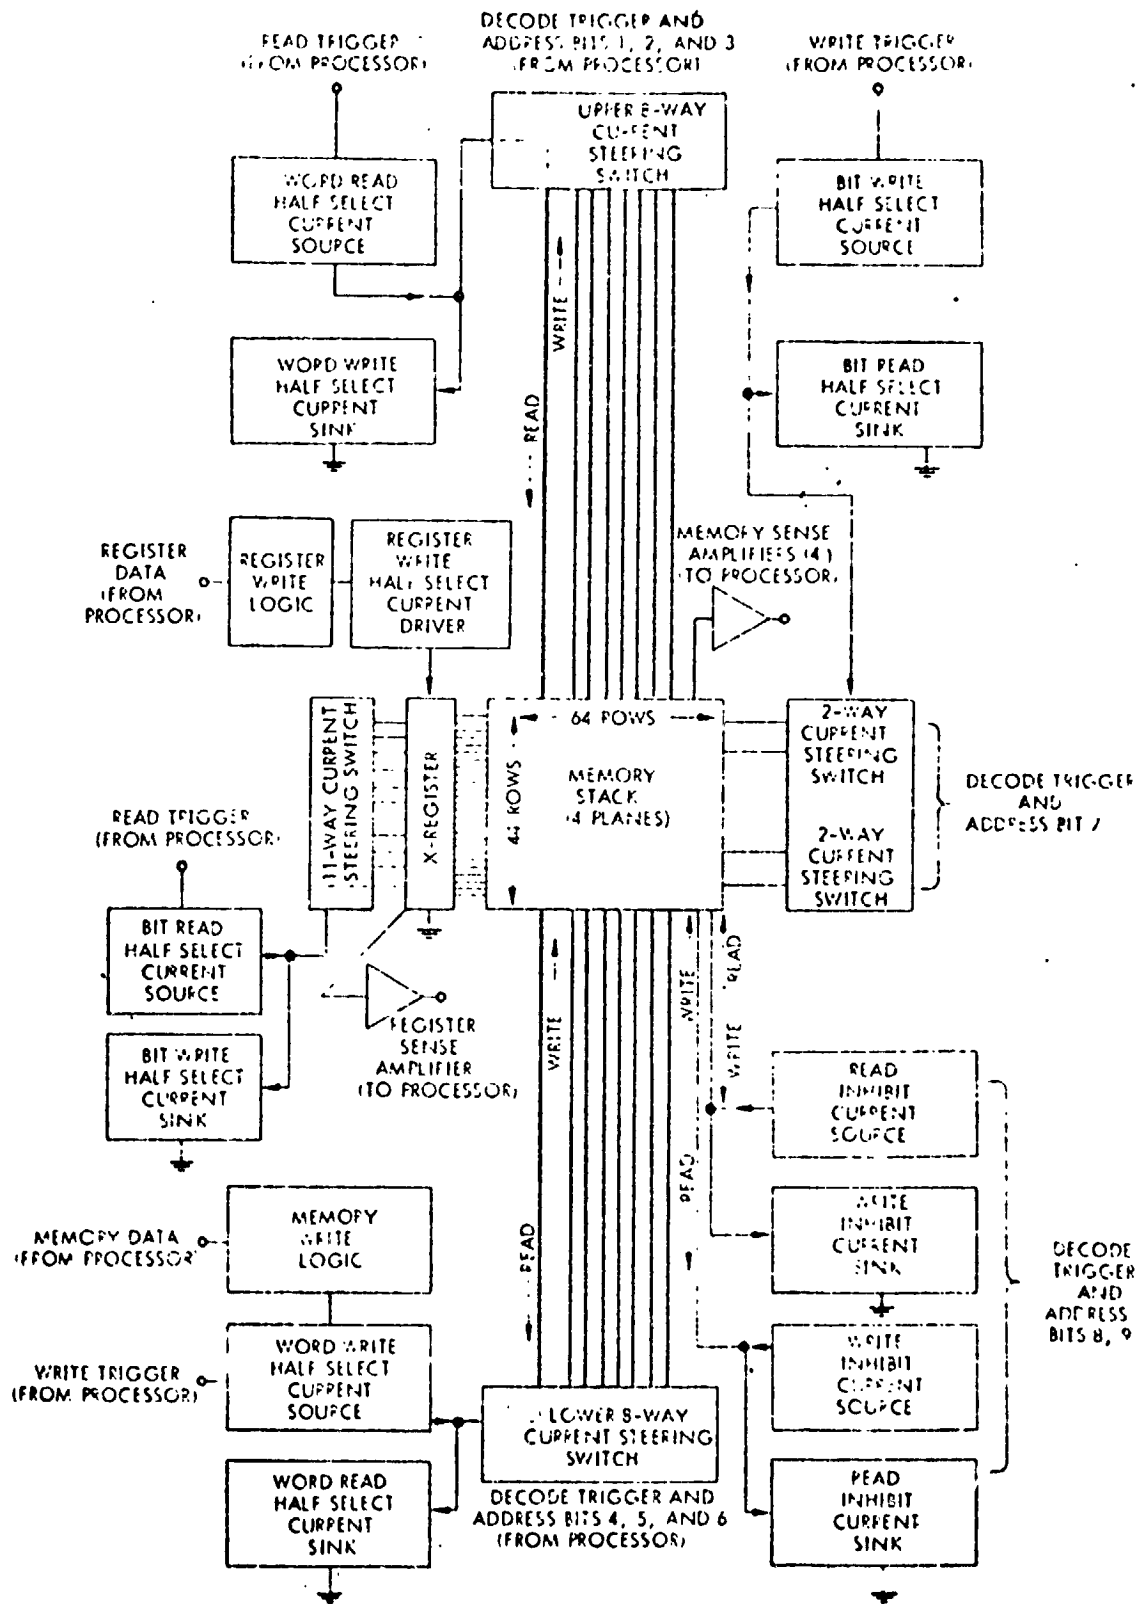 DECODE TRIGGER AND
ADDRESS BITS 1, 2, AND 3
(FROM PROCESSOR)
READ TRIGGER
(FROM PROCESSOR)
WRITE TRIGGER
(FROM PROCESSOR)
UPPER 8-WAY
CURRENT
STEERING
SWITCH
WORD READ
HALF SELECT
CURRENT
SOURCE
BIT WRITE
HALF SELECT
CURRENT
SOURCE
WRITE
READ
WORD WRITE
HALF SELECT
CURRENT
SINK
BIT READ
HALF SELECT
CURRENT
SINK
REGISTER
DATA
(FROM
PROCESSOR)
REGISTER
WRITE
LOGIC
REGISTER
WRITE
HALF SELECT
CURRENT
DRIVER
MEMORY SENSE
AMPLIFIERS (4)
(TO PROCESSOR)
11-WAY CURRENT
STEERING SWITCH
X-REGISTER
64 ROWS
44 ROWS
MEMORY
STACK
(4 PLANES)
2-WAY
CURRENT
STEERING
SWITCH
2-WAY
CURRENT
STEERING
SWITCH
DECODE TRIGGER
AND
ADDRESS BIT 7
READ TRIGGER
(FROM PROCESSOR)
BIT READ
HALF SELECT
CURRENT
SOURCE
BIT WRITE
HALF SELECT
CURRENT
SINK
REGISTER
SENSE
AMPLIFIER
(TO PROCESSOR)
WRITE
READ
WRITE
READ
READ
WRITE
READ
INHIBIT
CURRENT
SOURCE
WRITE
INHIBIT
CURRENT
SINK
WRITE
INHIBIT
CURRENT
SOURCE
READ
INHIBIT
CURRENT
SINK
DECODE
TRIGGER
AND
ADDRESS
BITS 8, 9
MEMORY DATA
(FROM PROCESSOR)
MEMORY
WRITE
LOGIC
WRITE TRIGGER
(FROM PROCESSOR)
WORD WRITE
HALF SELECT
CURRENT
SOURCE
WORD READ
HALF SELECT
CURRENT
SINK
LOWER 8-WAY
CURRENT STEERING
SWITCH
DECODE TRIGGER AND
ADDRESS BITS 4, 5, AND 6
(FROM PROCESSOR)